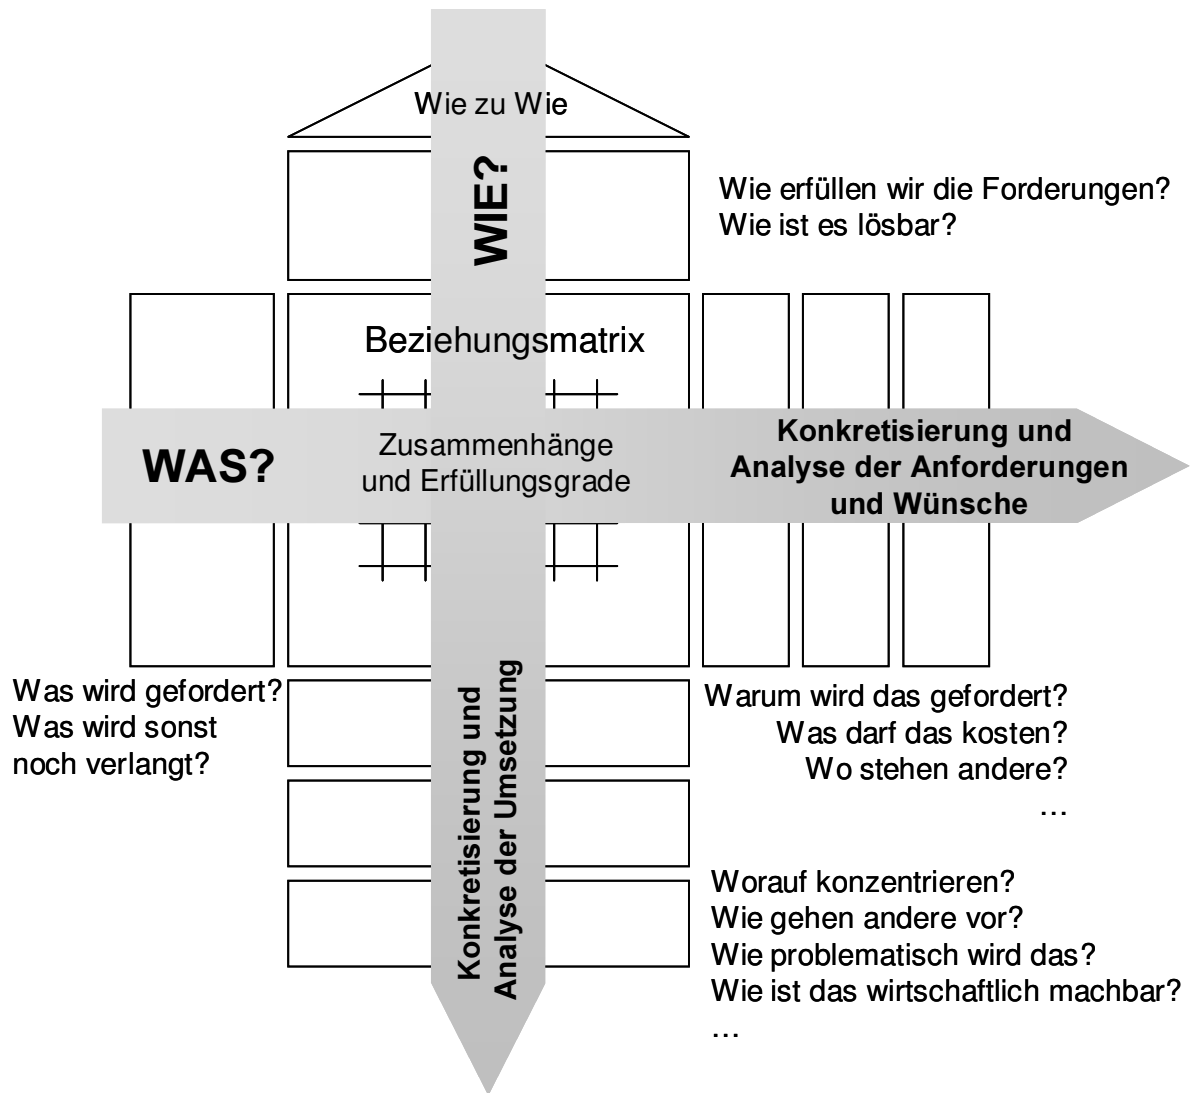 Wie zu Wie
WIE?
Wie erfüllen wir die Forderungen?
Wie ist es lösbar?
Beziehungsmatrix
WAS?
Zusammenhänge
und Erfüllungsgrade
Konkretisierung und
Analyse der Anforderungen
und Wünsche
Was wird gefordert?
Was wird sonst
noch verlangt?
Konkretisierung und
Analyse der Umsetzung
Warum wird das gefordert?
Was darf das kosten?
Wo stehen andere?
...
Worauf konzentrieren?
Wie gehen andere vor?
Wie problematisch wird das?
Wie ist das wirtschaftlich machbar?
...